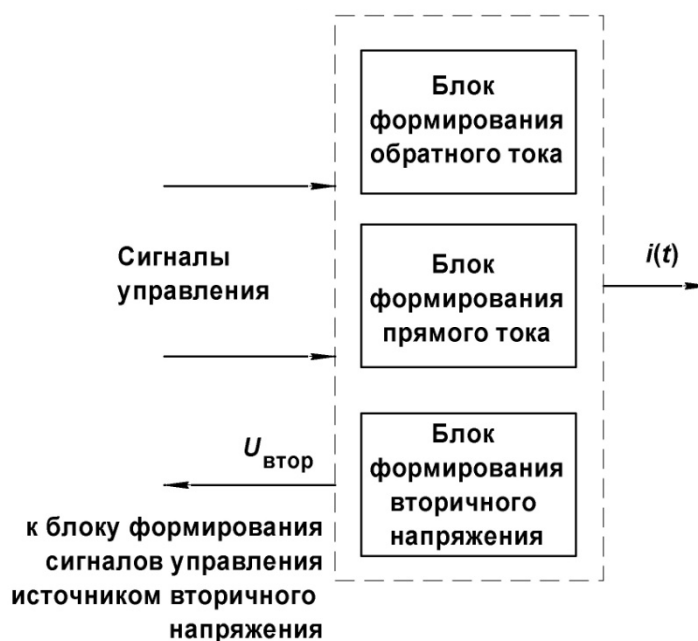 Блок
формирования
обратного тока
Сигналы
управления
Блок
формирования
прямого тока
i(t)
Uвтор
Блок
формирования
вторичного
напряжения
к блоку формирования
сигналов управления
источником вторичного
напряжения